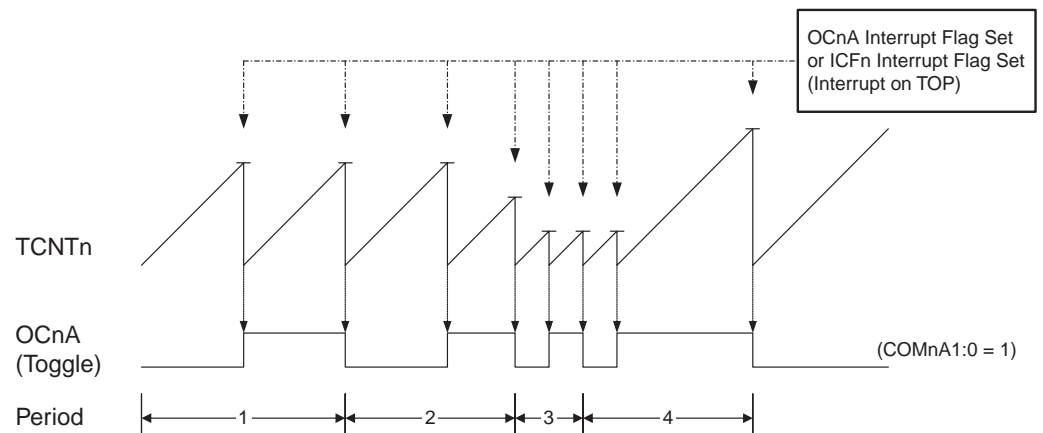 OCnA Interrupt Flag Set
or ICFn Interrupt Flag Set
(Interrupt on TOP)
TCNTn
OCnA
(Toggle)
(COMnA1:0 = 1)
Period
1
2
3
4